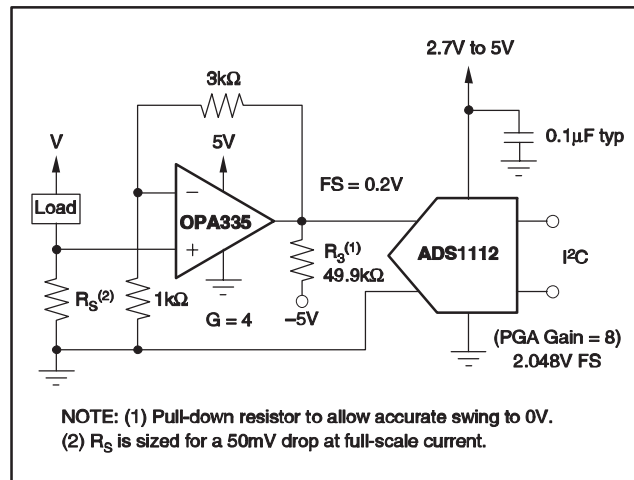 2.7V to 5V
3kΩ
0.1µF typ
V
5V
FS = 0.2V
Load
–
OPA335
+
R3(1)
49.9kΩ
ADS1112
I²C
RS(2)
1kΩ
G = 4
–5V
(PGA Gain = 8)
2.048V FS
NOTE: (1) Pull-down resistor to allow accurate swing to 0V.
(2) RS is sized for a 50mV drop at full-scale current.